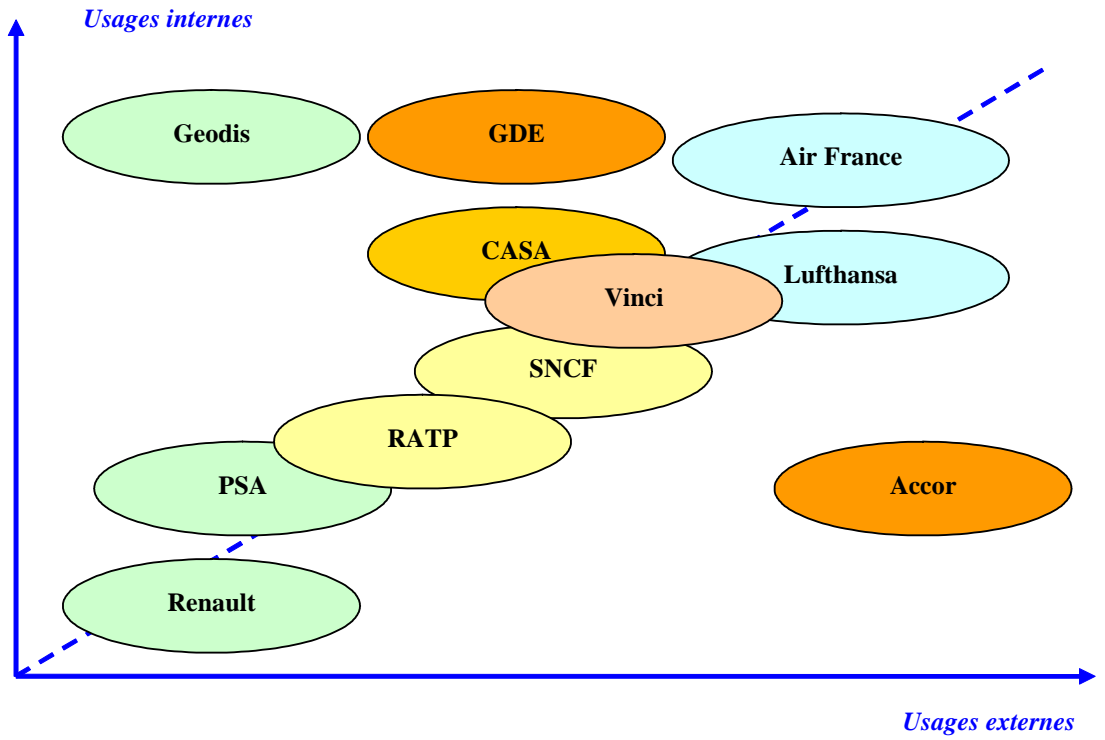 Usages internes
Geodis
GDE
Air France
CASA
Lufthansa
Vinci
SNCF
RATP
PSA
Accor
Renault
Usages externes